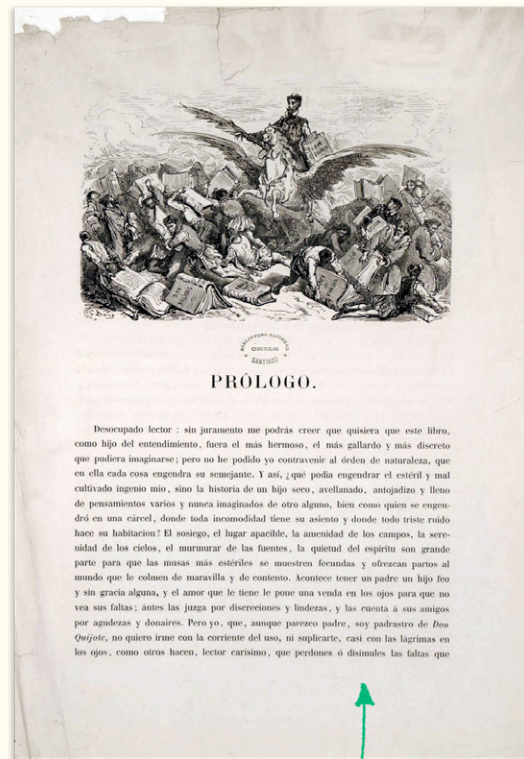 BIBLIOTECA NACIONAL
CHILE
SANTIAGO
PRÓLOGO.
Desocupado lector : sin juramento me podrás creer que quisiera que este libro,
como hijo del entendimiento, fuera el más hermoso, el más gallardo y más discreto
que pudiera imaginarse; pero no he podido yo contravenir al órden de naturaleza, que
en ella cada cosa engendra su semejante. Y así, ¿qué podia engendrar el estéril y mal
cultivado ingenio mio, sino la historia de un hijo seco, avellanado, antojadizo y lleno
de pensamientos varios y nunca imaginados de otro alguno, bien como quien se engen-
dró en una cárcel, donde toda incomodidad tiene su asiento y donde todo triste ruido
hace su habitacion? El sosiego, el lugar apacible, la amenidad de los campos, la sere-
nidad de los cielos, el murmurar de las fuentes, la quietud del espíritu son grande
parte para que las musas más estériles se muestren fecundas y ofrezcan partos al
mundo que le colmen de maravilla y de contento. Acontece tener un padre un hijo feo
y sin gracia alguna, y el amor que le tiene le pone una venda en los ojos para que no
vea sus faltas; ántes las juzga por discreciones y lindezas, y las cuenta á sus amigos
por agudezas y donaires. Pero yo, que, aunque parezco padre, soy padrastro de Don
Quijote, no quiero irme con la corriente del uso, ni suplicarte, casi con las lágrimas en
los ojos, como otros hacen, lector carísimo, que perdones ó disimules las faltas que